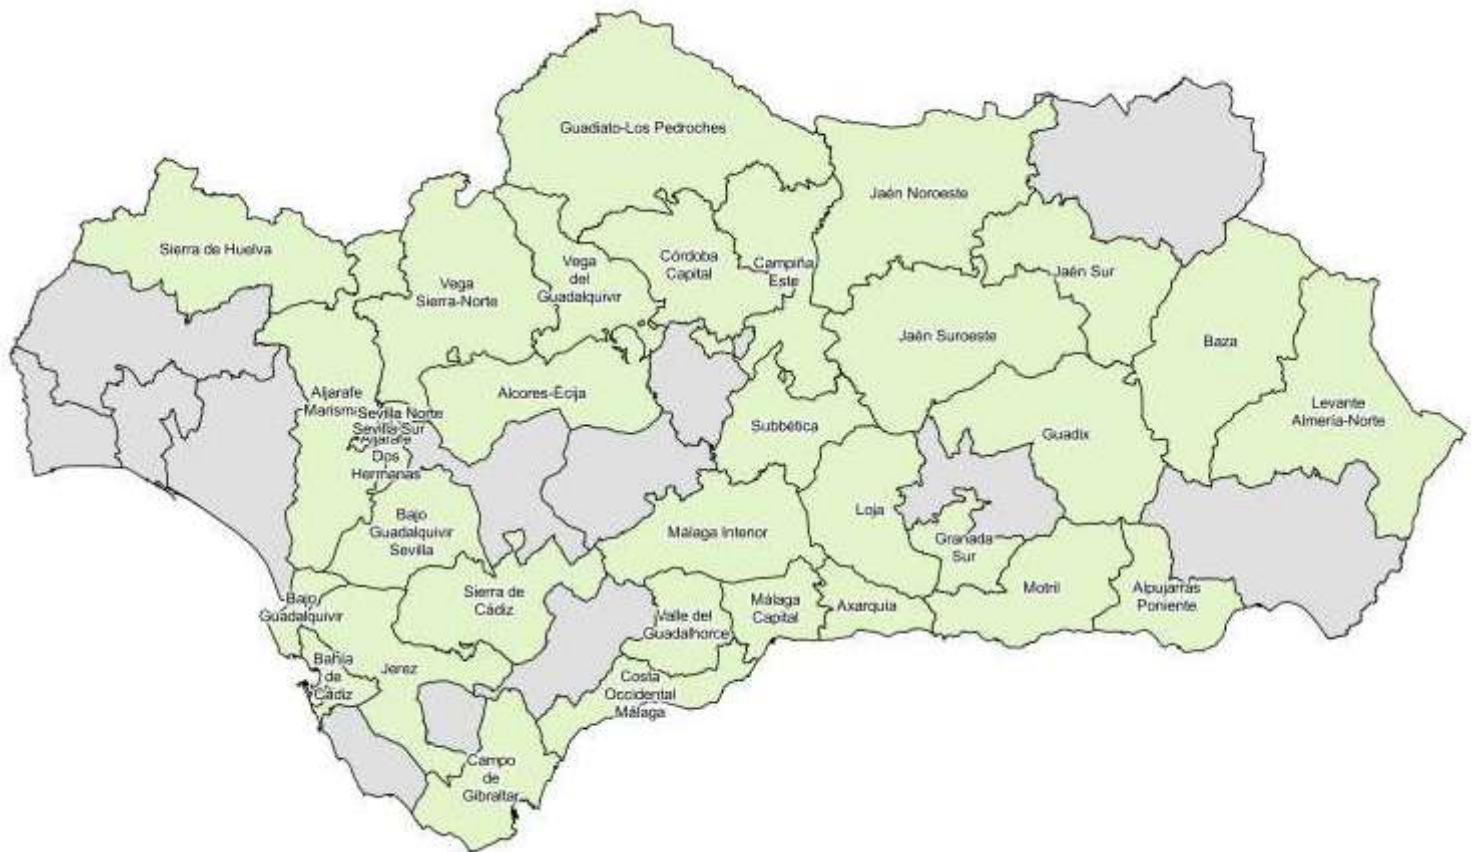 Guadiato-Los Pedroches
Jaén Noroeste
Sierra de Huelva
Vega
Sierra-Norte
Vega
del
Guadalquivir
Córdoba
Capital
Campiña
Este
Jaén Sur
Jaén Suroeste
Baza
Levante
Almería-Norte
Aljarafe
Marisma
Sevilla Norte
Sevilla Sur
Aljarafe
Dos
Hermanas
Alcores-Écija
Subbética
Guadix
Bajo
Guadalquivir
Sevilla
Málaga Interior
Loja
Granada
Sur
Motril
Alpujarras
Poniente
Bajo
Guadalquivir
Sierra de
Cádiz
Valle del
Guadalhorce
Málaga
Capital
Axarquía
Bahía
de
Cádiz
Jerez
Costa
Occidental
Málaga
Campo
de
Gibraltar